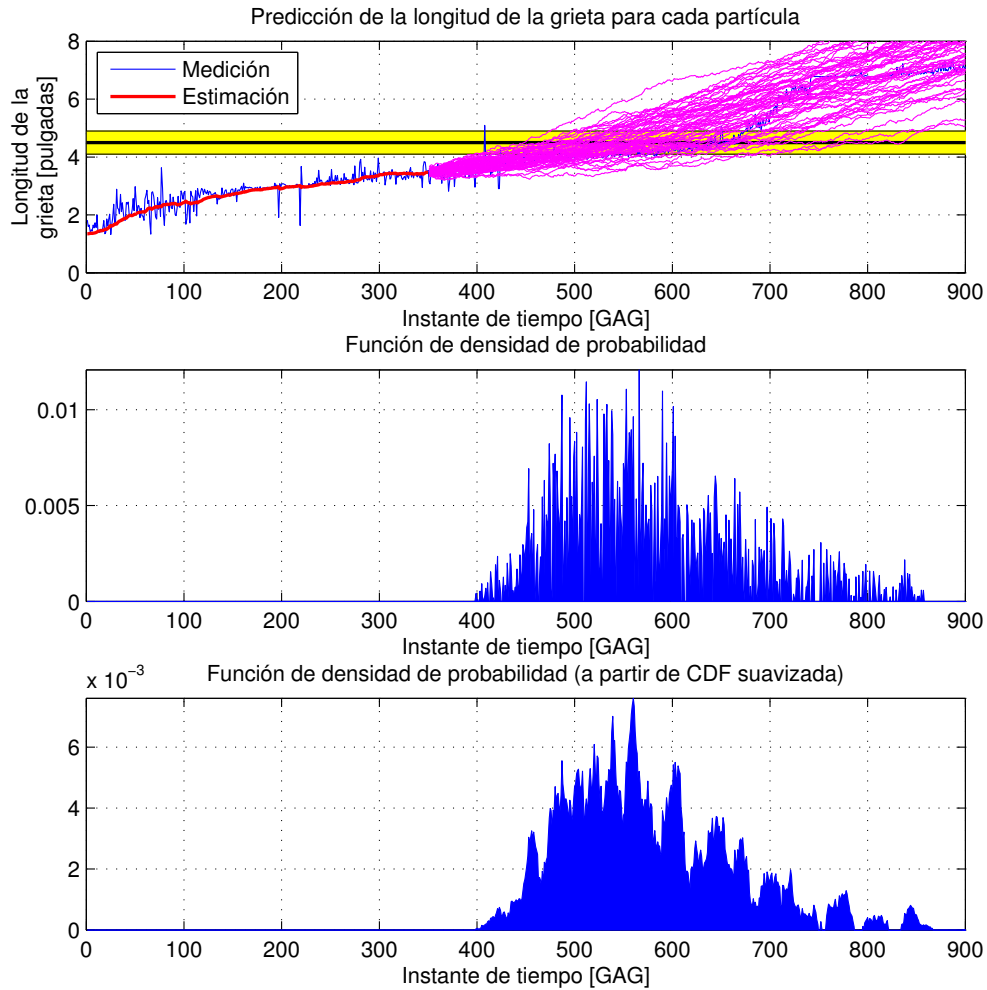 Predicción de la longitud de la grieta para cada partícula
Longitud de la
grieta [pulgadas]
8
6
4
2
0
Medición
Estimación
0 100 200 300 400 500 600 700 800 900
Instante de tiempo [GAG]
Función de densidad de probabilidad
0.01
0.005
0
0 100 200 300 400 500 600 700 800 900
Instante de tiempo [GAG]
x 10⁻³
Función de densidad de probabilidad (a partir de CDF suavizada)
6
4
2
0
0 100 200 300 400 500 600 700 800 900
Instante de tiempo [GAG]